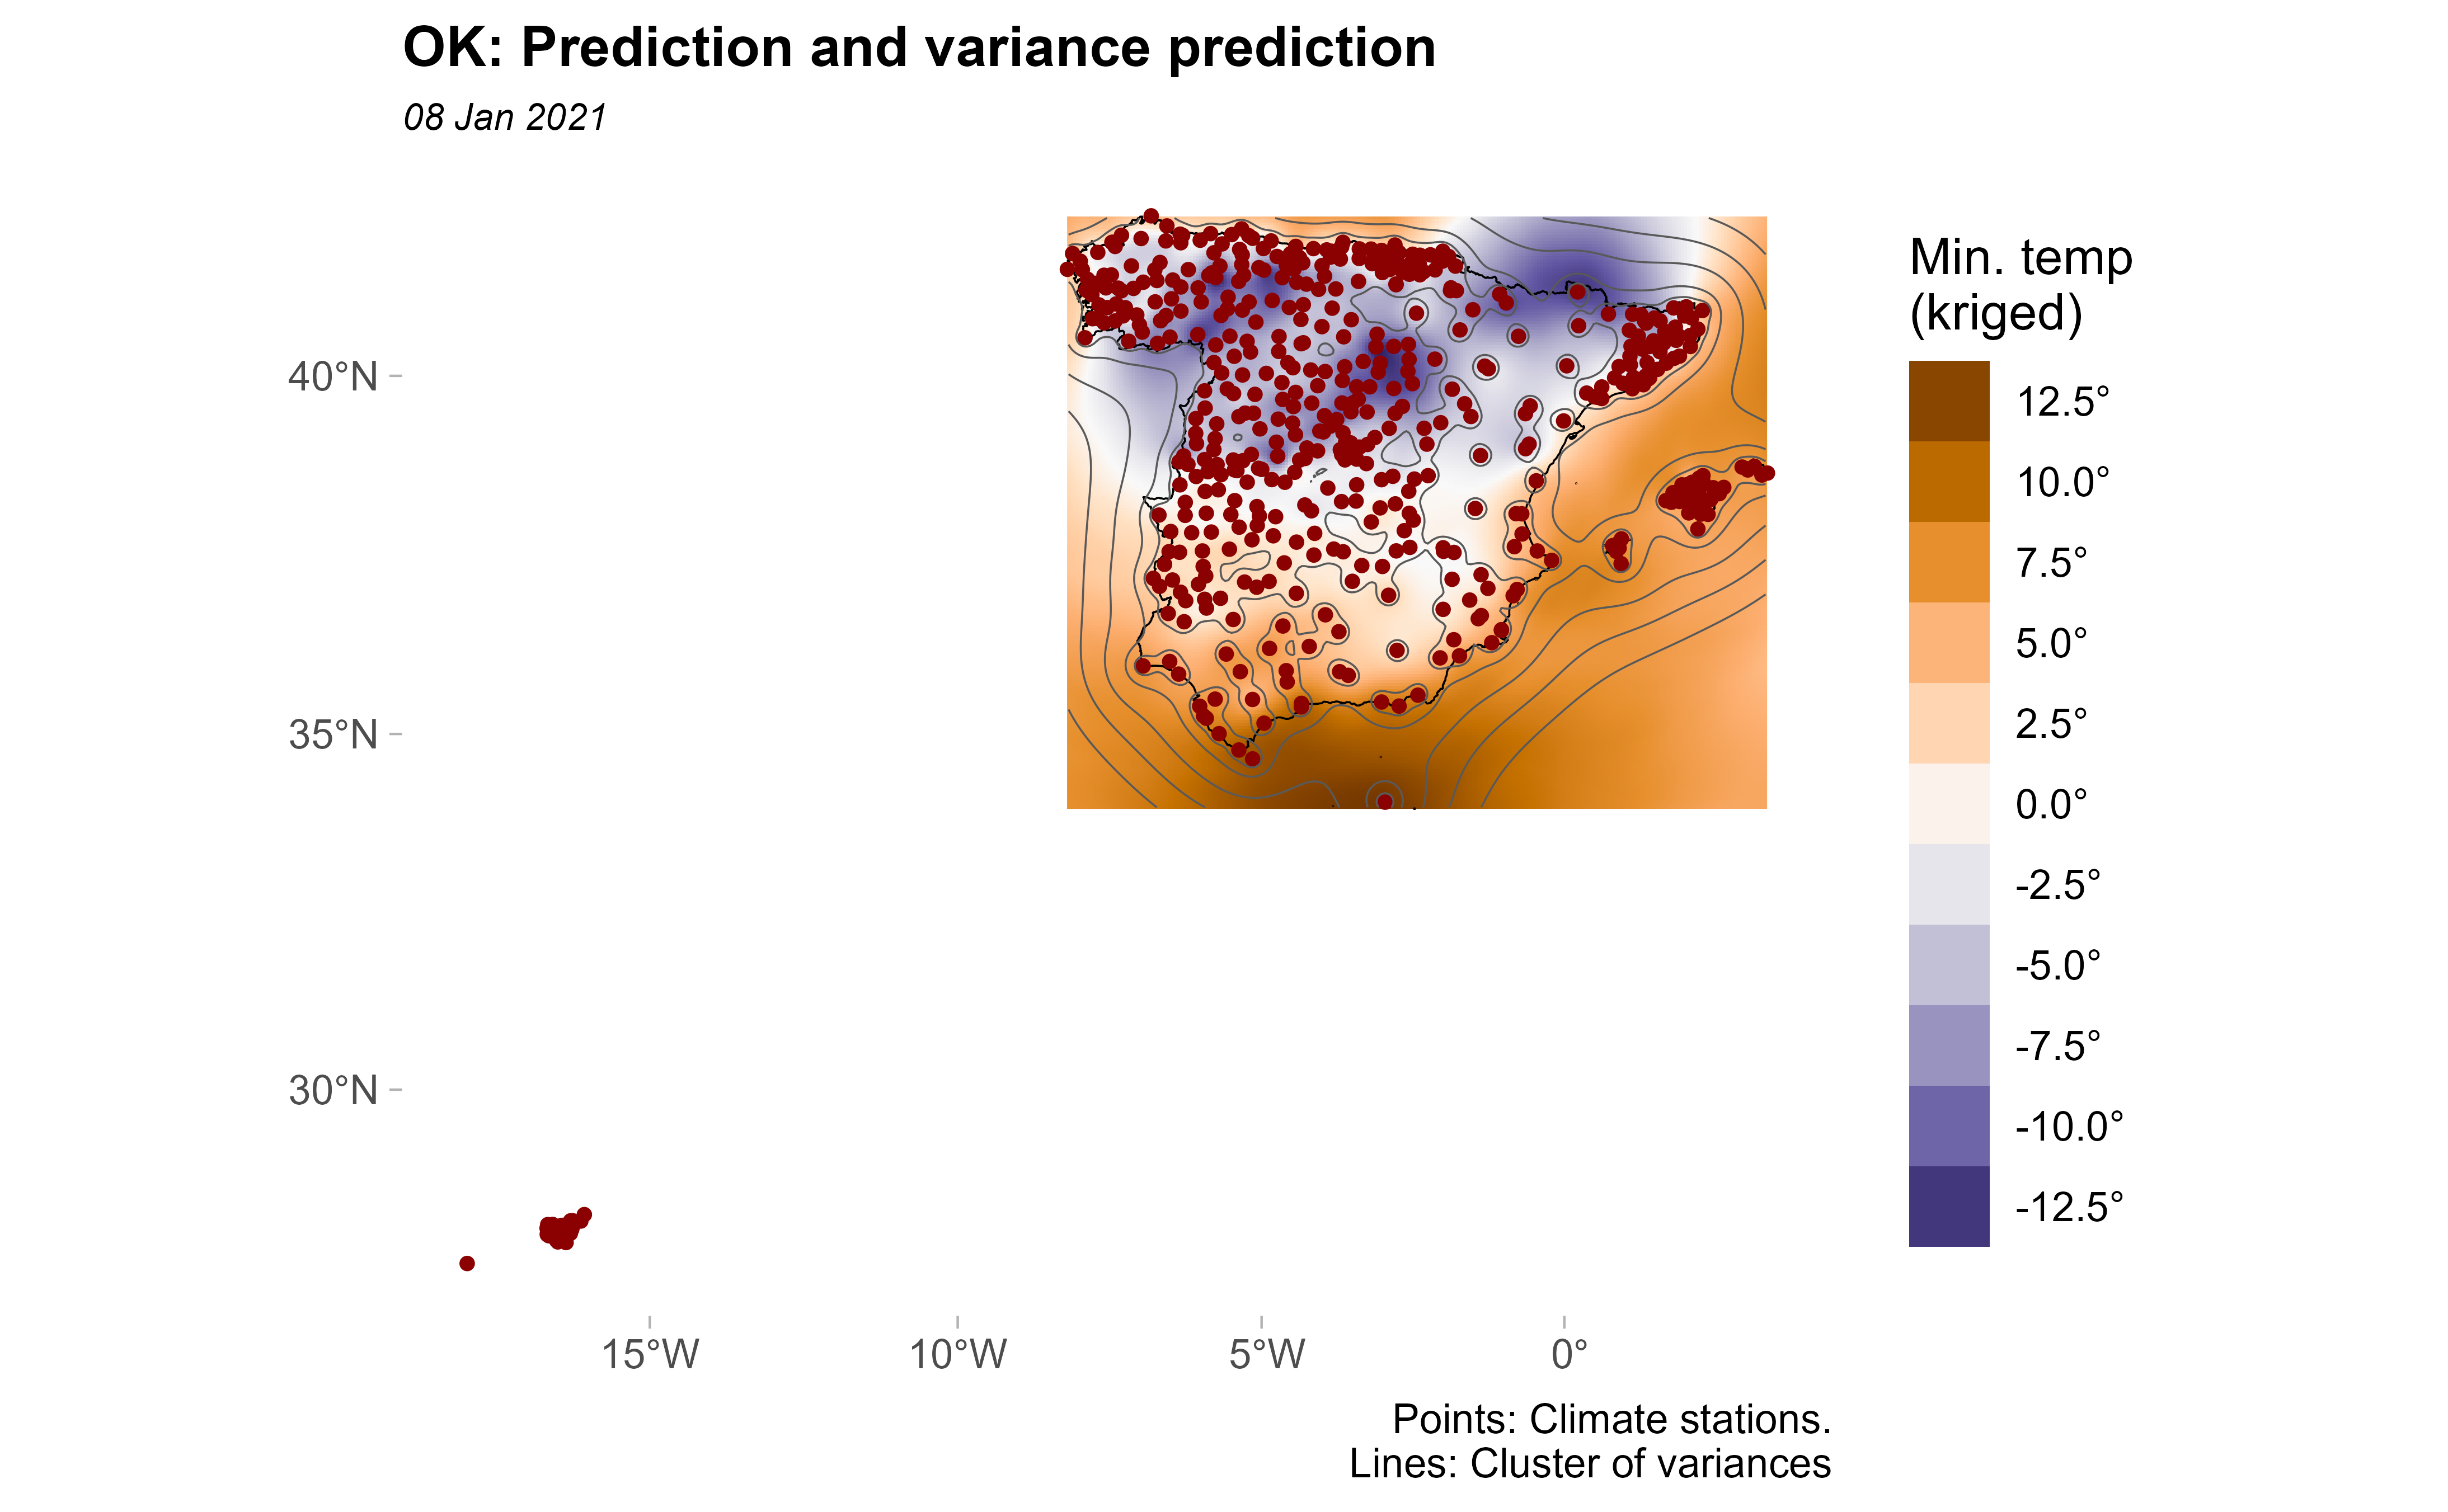 OK: Prediction and variance prediction
08 Jan 2021
40°N
35°N
30°N
15°W
10°W
5°W
0°
Min. temp
(kriged)
12.5°
10.0°
7.5°
5.0°
2.5°
0.0°
-2.5°
-5.0°
-7.5°
-10.0°
-12.5°
Points: Climate stations.
Lines: Cluster of variances